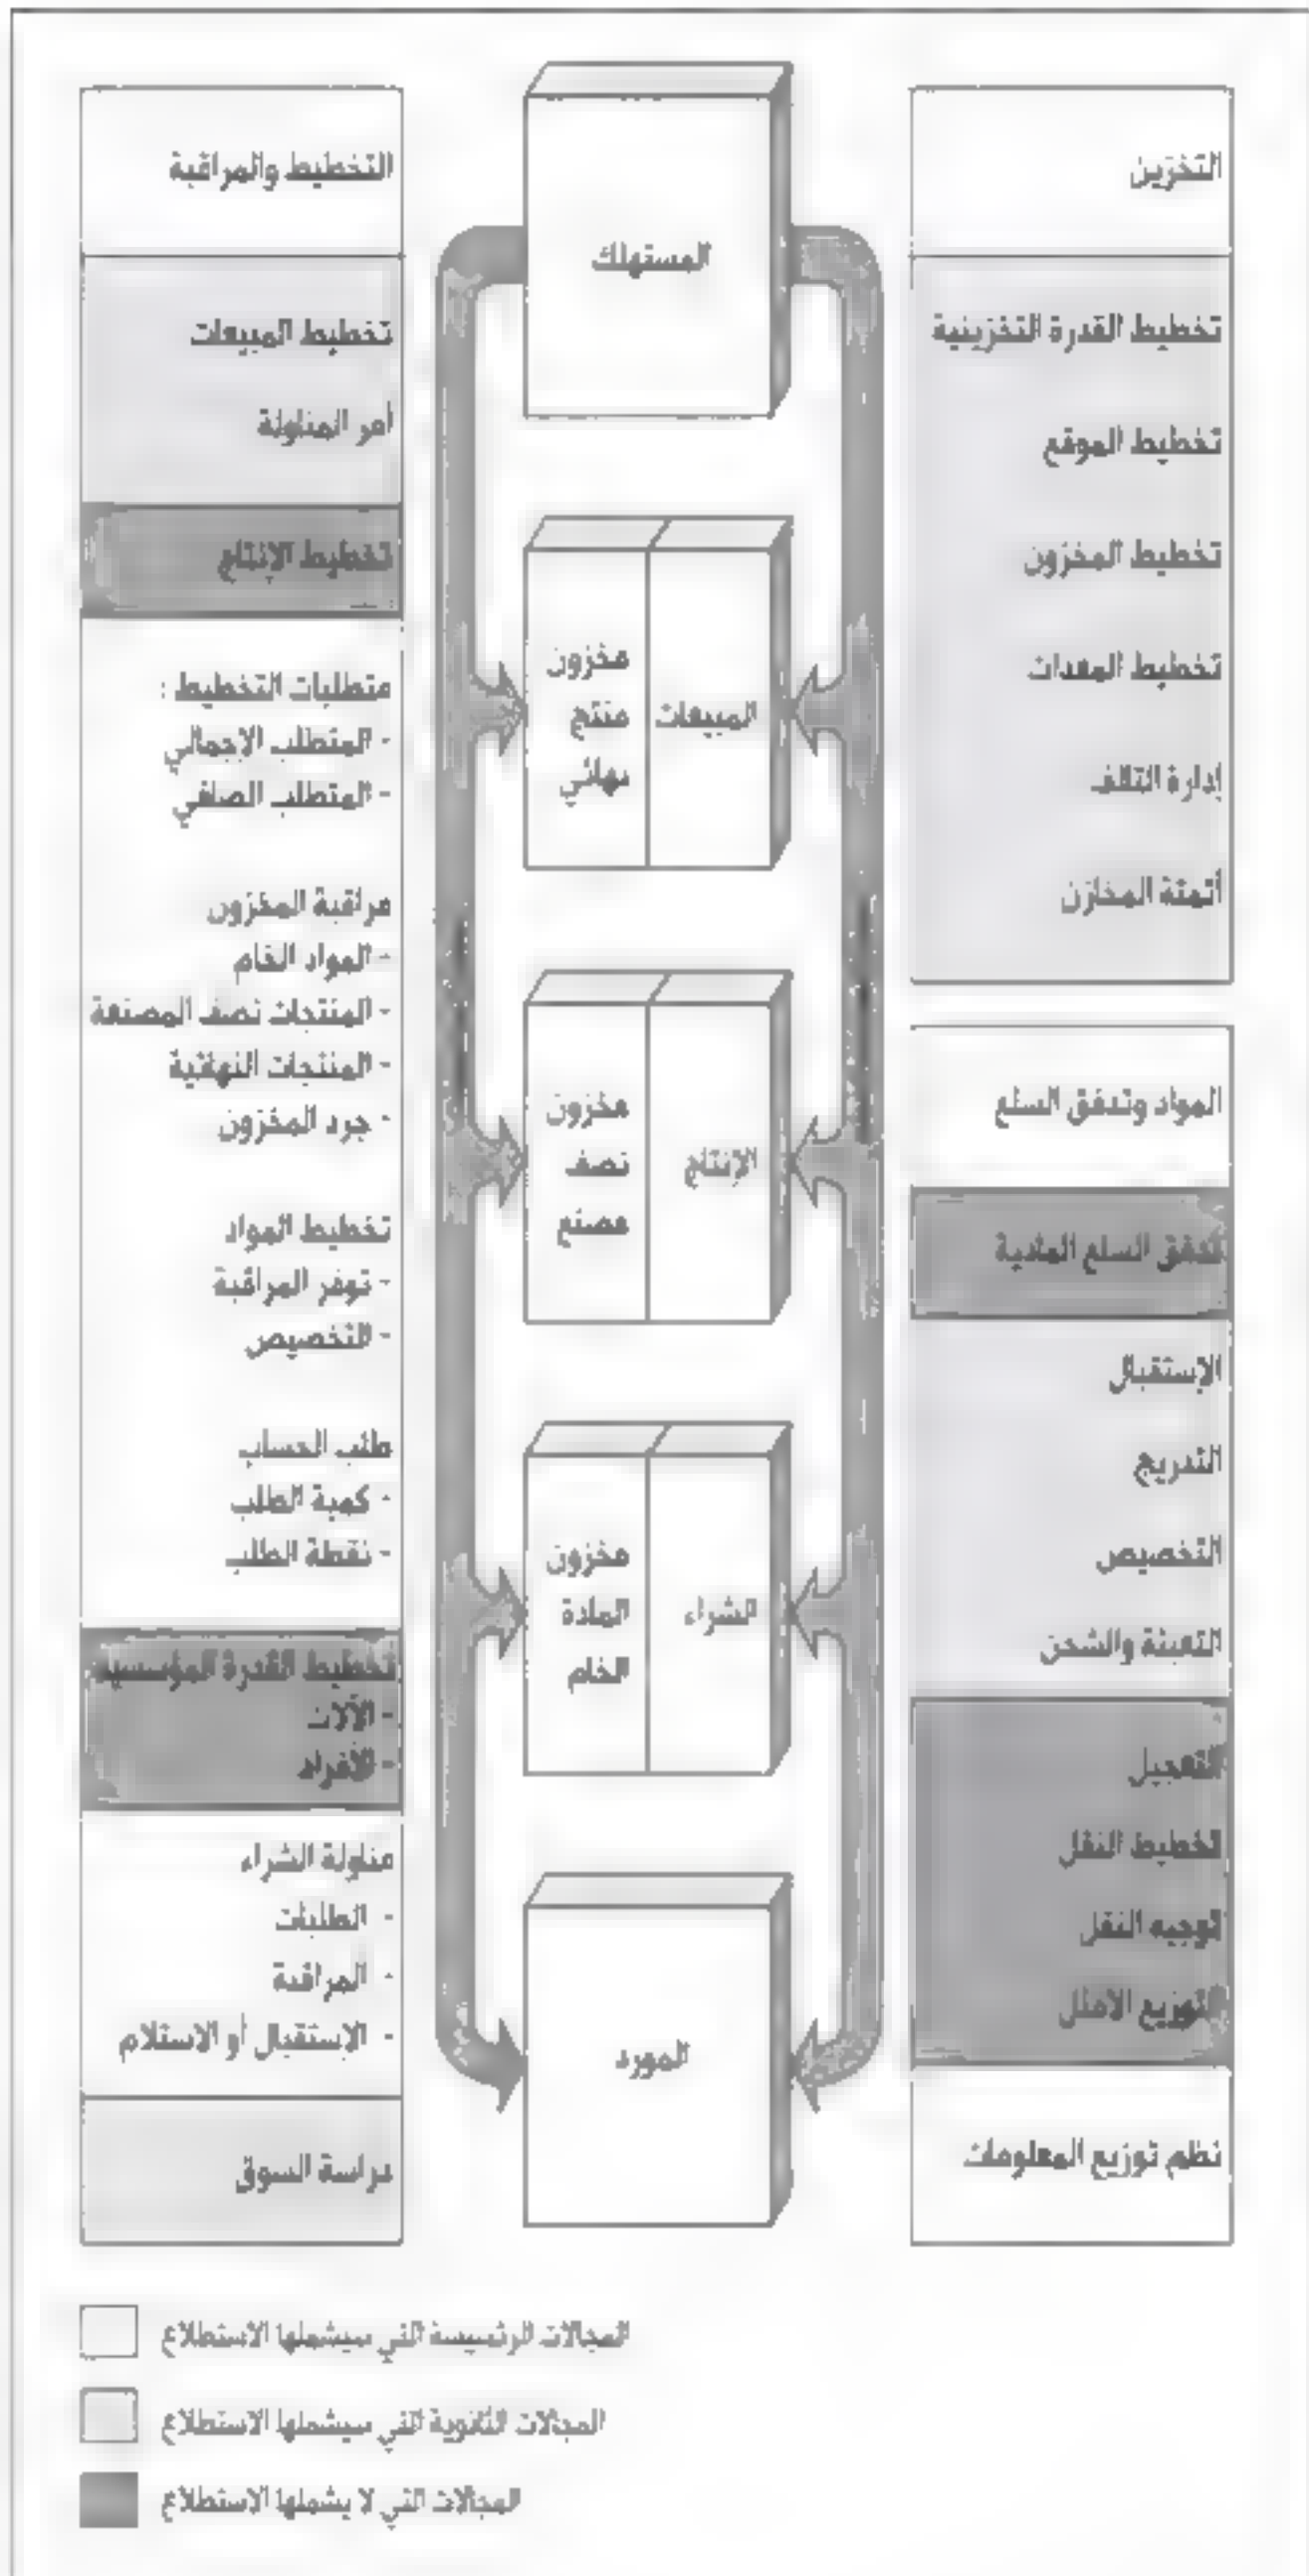 التخزين
تخطيط القدرة التخزينية
تخطيط الموقع
تخطيط المخزون
تخطيط المعدات
إدارة التالف
أتمتة المخازن
المواد وتدفق السلع
تدفق السلع المادية
الإستقبال
التدريج
التخصيص
التعبئة والشحن
التعجيل
تخطيط النقل
توجيه النقل
التوزيع الامثل
نظم توزيع المعلومات
المستهلك
المبيعات
مخزون
منتج
نهائي
الإنتاج
مخزون
نصف
مصنع
الشراء
مخزون
المادة
الخام
المورد
التخطيط والمراقبة
تخطيط المبيعات
أمر المناولة
تخطيط الإنتاج
متطلبات التخطيط :
- المتطلب الإجمالي
- المتطلب الصافي
مراقبة المخزون
- المواد الخام
- المنتجات نصف المصنعة
- المنتجات النهائية
- جرد المخزون
تخطيط المواد
- توفر المراقبة
- التخصيص
طلب الحساب
- كمية الطلب
- نقطة الطلب
تخطيط القدرة المؤسسية
- الآلات
- الأفراد
مناولة الشراء
- الطلبات
- المراقبة
- الاستقبال أو الاستلام
دراسة السوق
المجالات الرئيسة التي سيشملها الاستطلاع
المجالات الثانوية التي سيشملها الاستطلاع
المجالات التي لا يشملها الاستطلاع